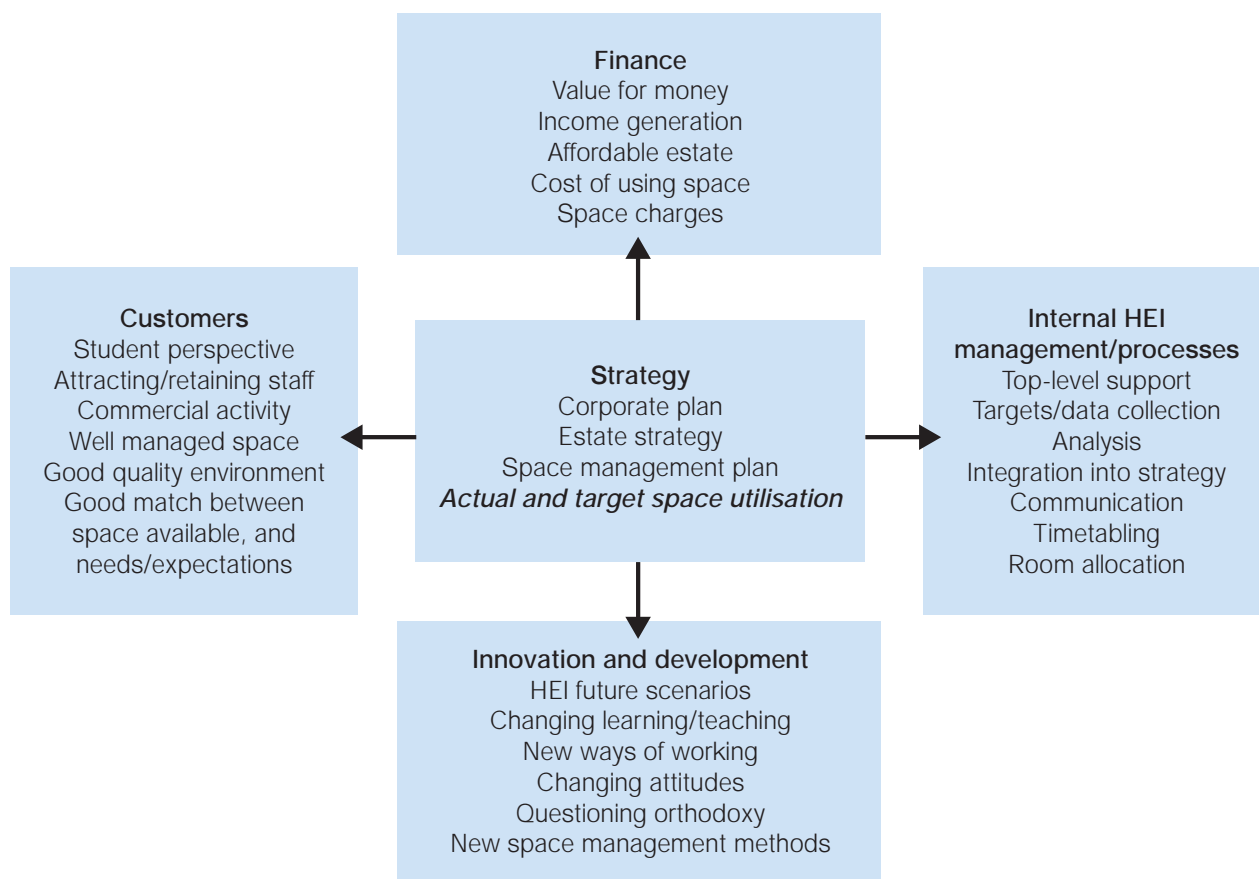 Finance
Value for money
Income generation
Affordable estate
Cost of using space
Space charges
Customers
Student perspective
Attracting/retaining staff
Commercial activity
Well managed space
Good quality environment
Good match between
space available, and
needs/expectations
Strategy
Corporate plan
Estate strategy
Space management plan
Actual and target space utilisation
Internal HEI
management/processes
Top-level support
Targets/data collection
Analysis
Integration into strategy
Communication
Timetabling
Room allocation
Innovation and development
HEI future scenarios
Changing learning/teaching
New ways of working
Changing attitudes
Questioning orthodoxy
New space management methods